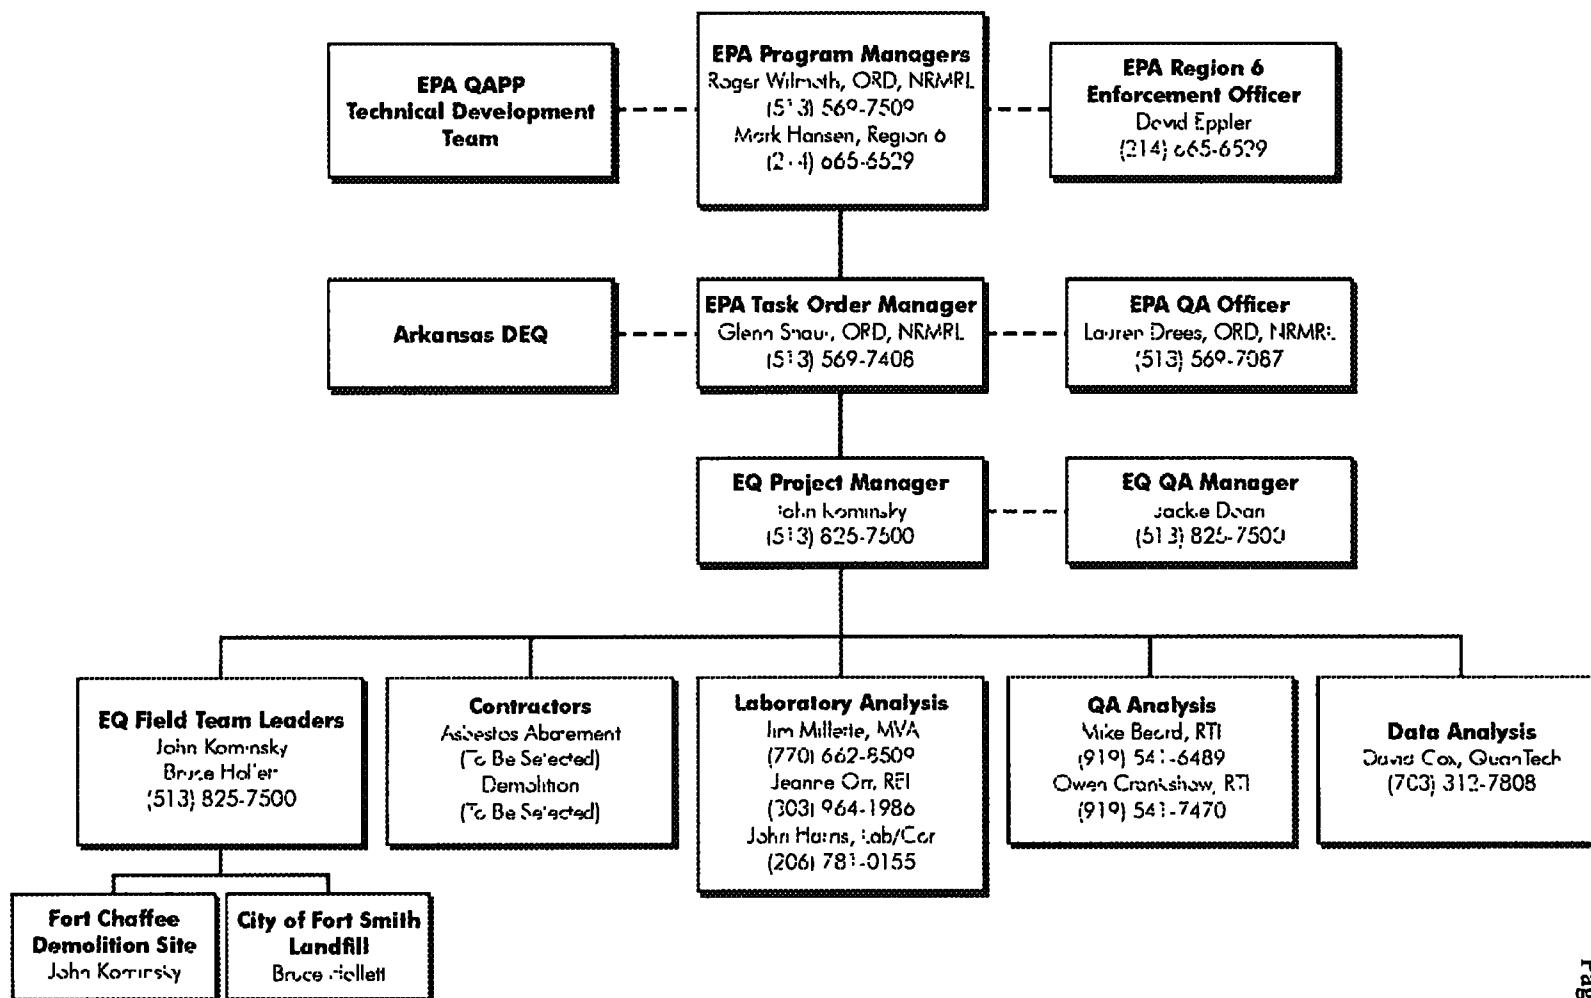 EPA QAPP
Technical Development
Team
EPA Program Managers
Roger Wilmoth, ORD, NRMRL
(513) 569-7509
Mark Hansen, Region 6
(214) 665-6529
EPA Region 6
Enforcement Officer
David Eppler
(214) 665-6529
Arkansas DEQ
EPA Task Order Manager
Glenn ORD, NRMRL
(513) 569-7408
EPA QA Officer
Lauren Drees, ORD, NRMRL
(513) 569-7087
EQ Project Manager
John Kominsky
(513) 825-7500
EQ QA Manager
Jackie Doan
(513) 825-7500
EQ Field Team Leaders
John Kominsky
Bruce Hollett
(513) 825-7500
Contractors
Asbestos Abatement
(To Be Selected)
Demolition
(To Be Selected)
Laboratory Analysis
Jim Millette, MVA
(770) 662-8509
Jeanne Orr, REI
(303) 964-1986
John Harris, Lab/Cor
(206) 781-0155
QA Analysis
Mike Beard, RTI
(919) 541-6489
Owen Crankshaw, RTI
(919) 541-7470
Data Analysis
David Cox, QuanTech
(703) 312-7808
Fort Chaffee
Demolition Site
John Kominsky
City of Fort Smith
Landfill
Bruce Hollett